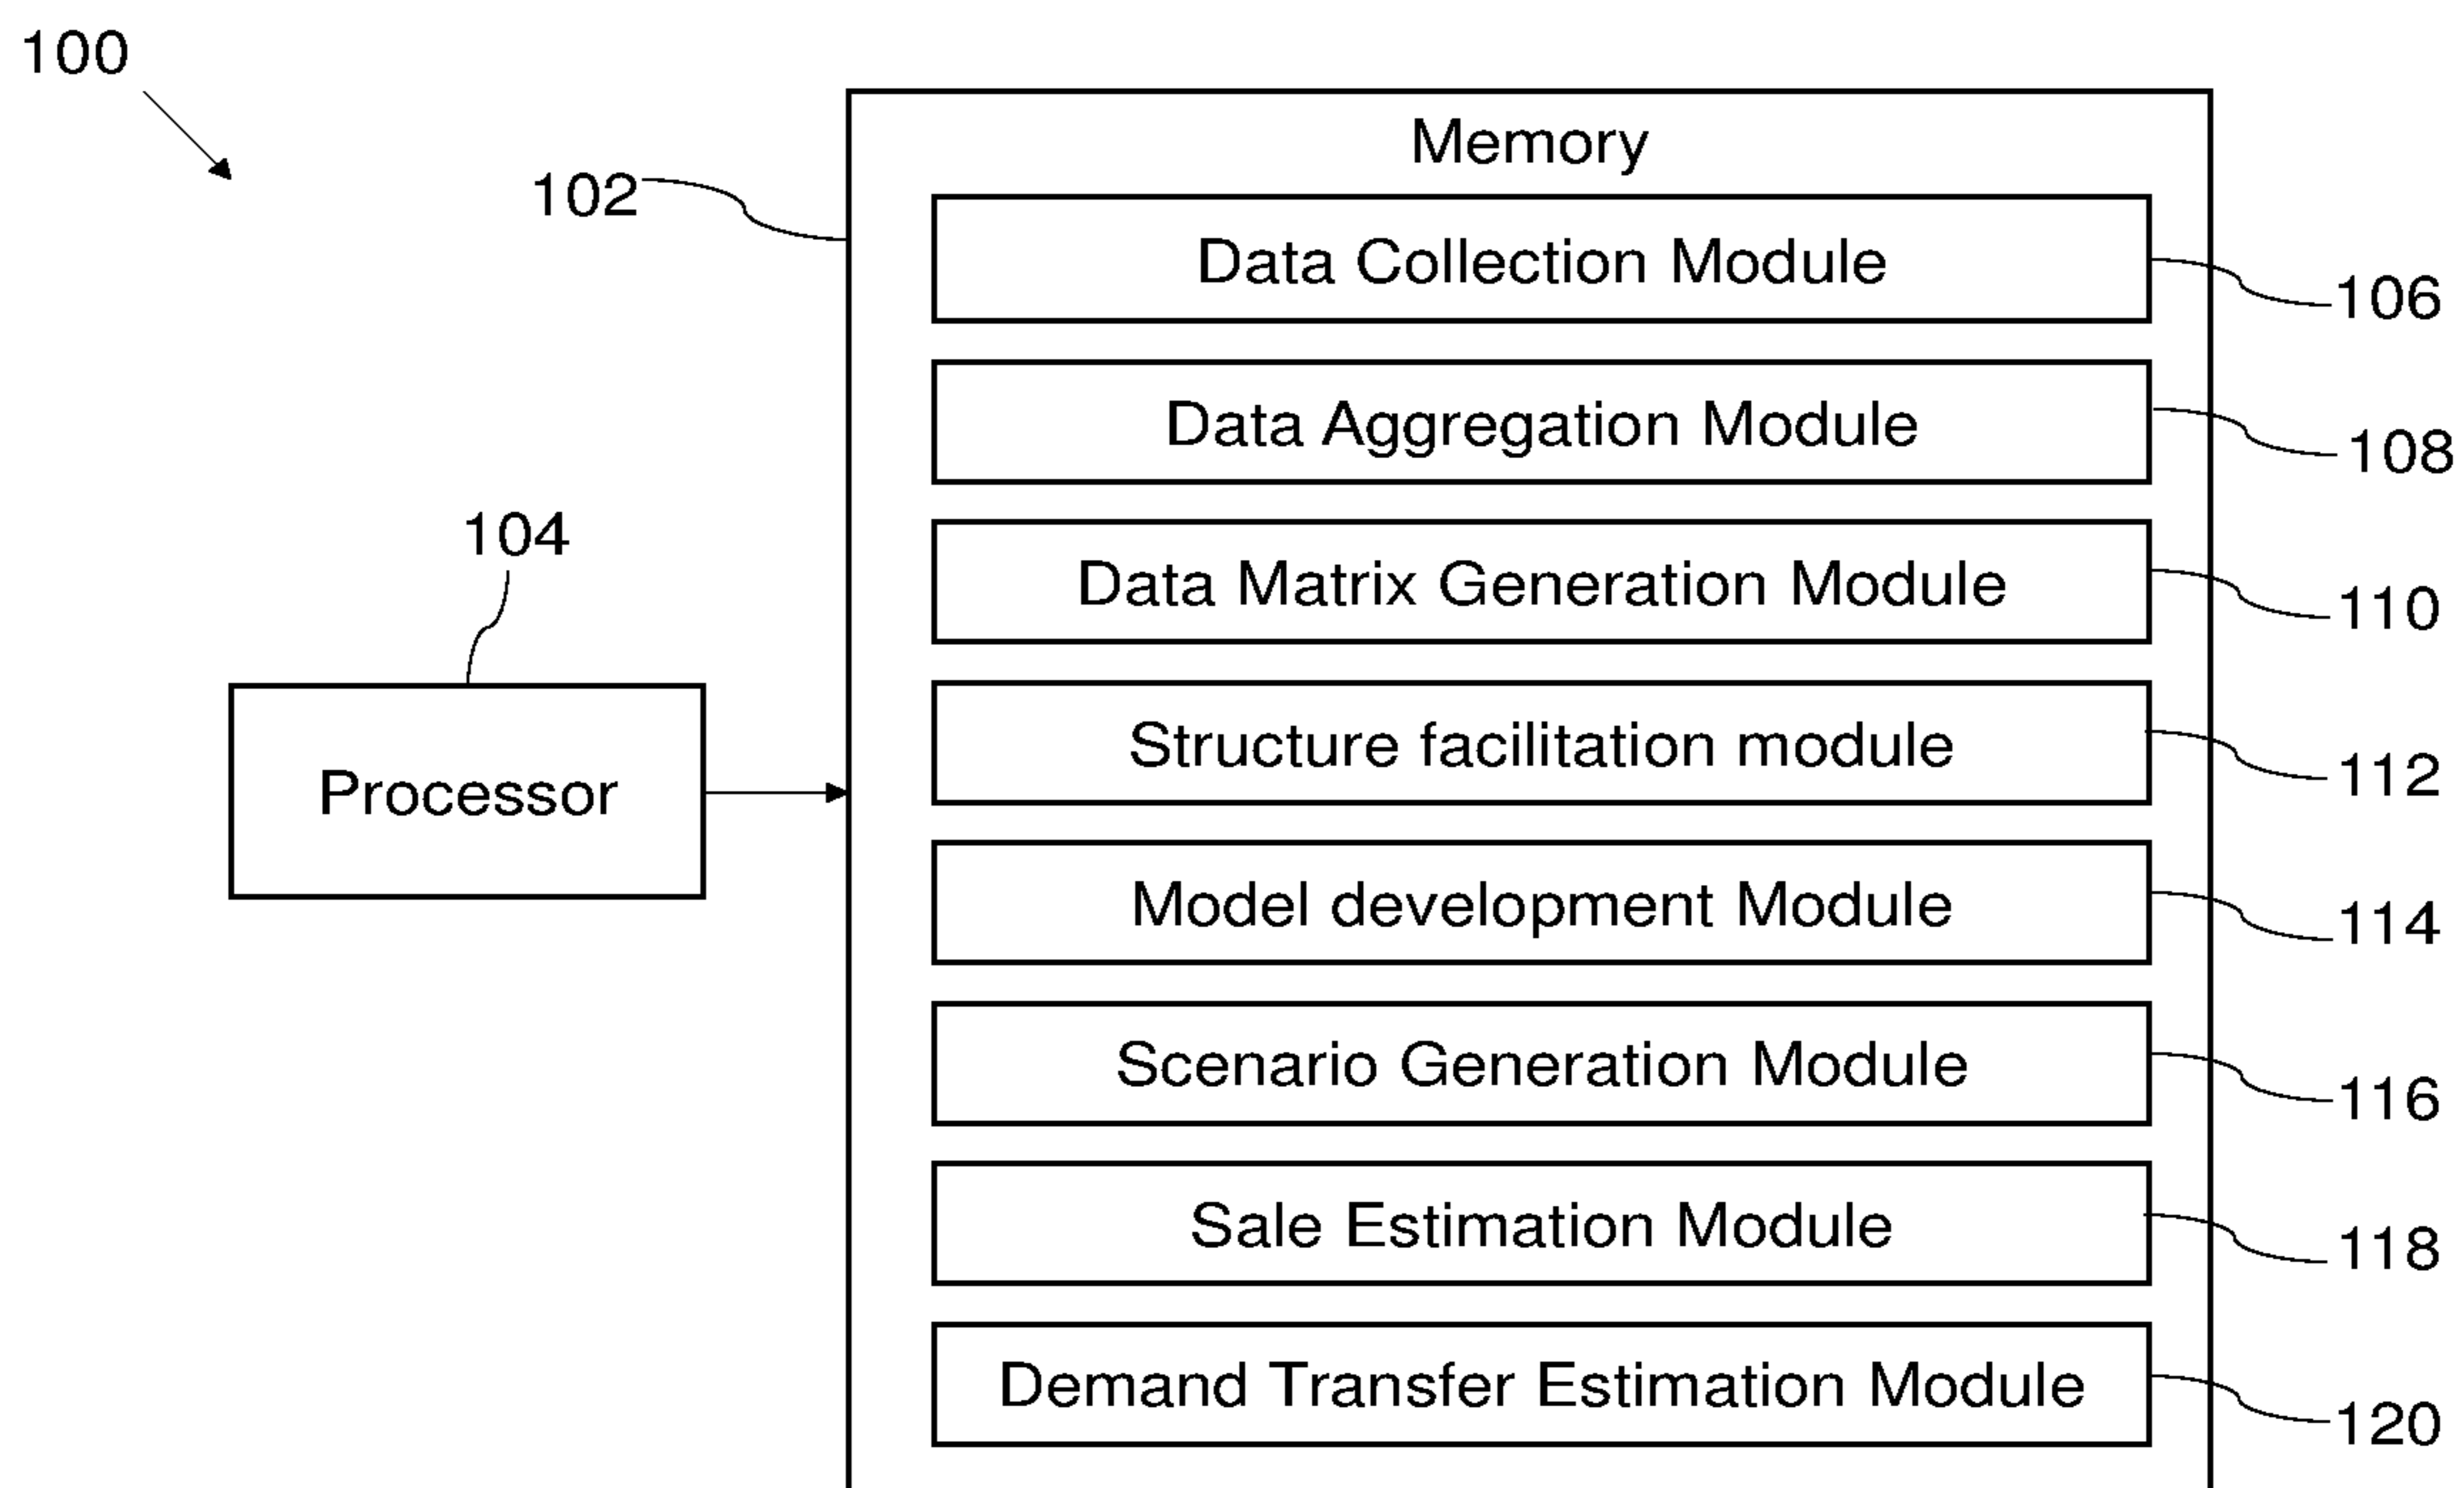 100
Memory
102
Data Collection Module
106
Data Aggregation Module
108
104
Data Matrix Generation Module
110
Structure facilitation module
112
Processor
Model development Module
114
Scenario Generation Module
116
Sale Estimation Module
118
Demand Transfer Estimation Module
120